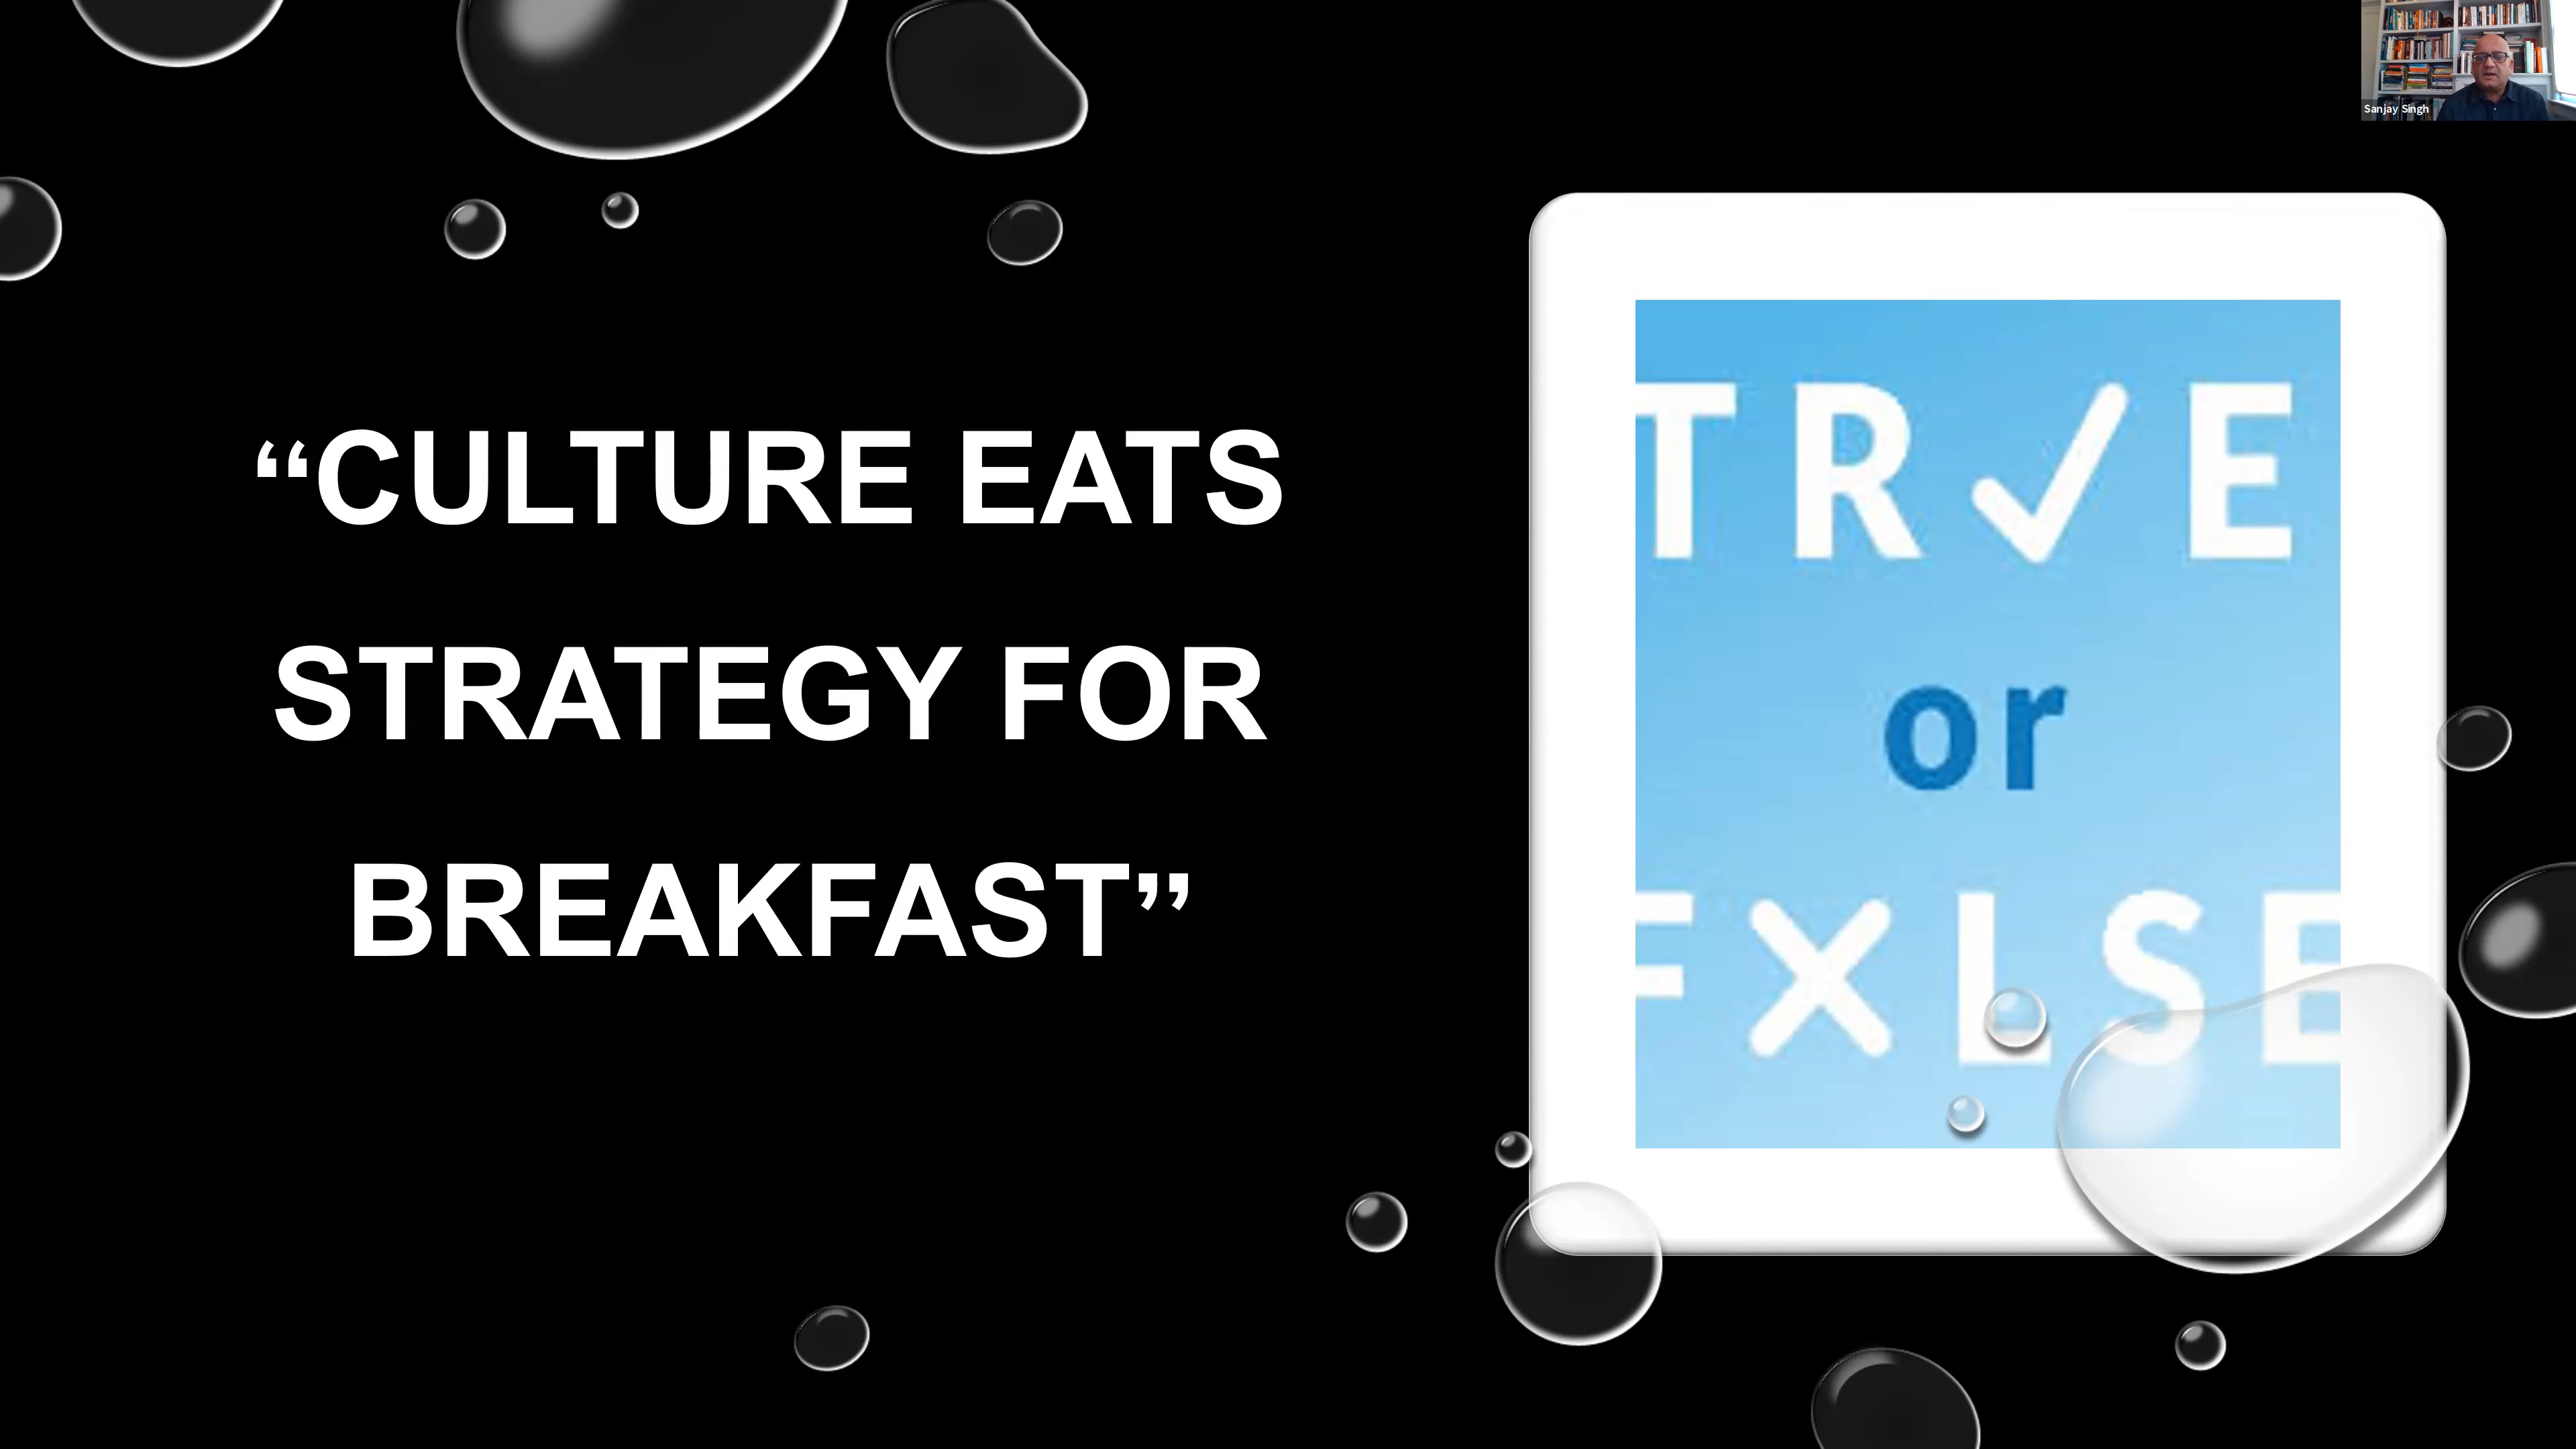 “CULTURE EATS
STRATEGY FOR
BREAKFAST”
TR✓E
or
F✕LSE
Sanjay Singh